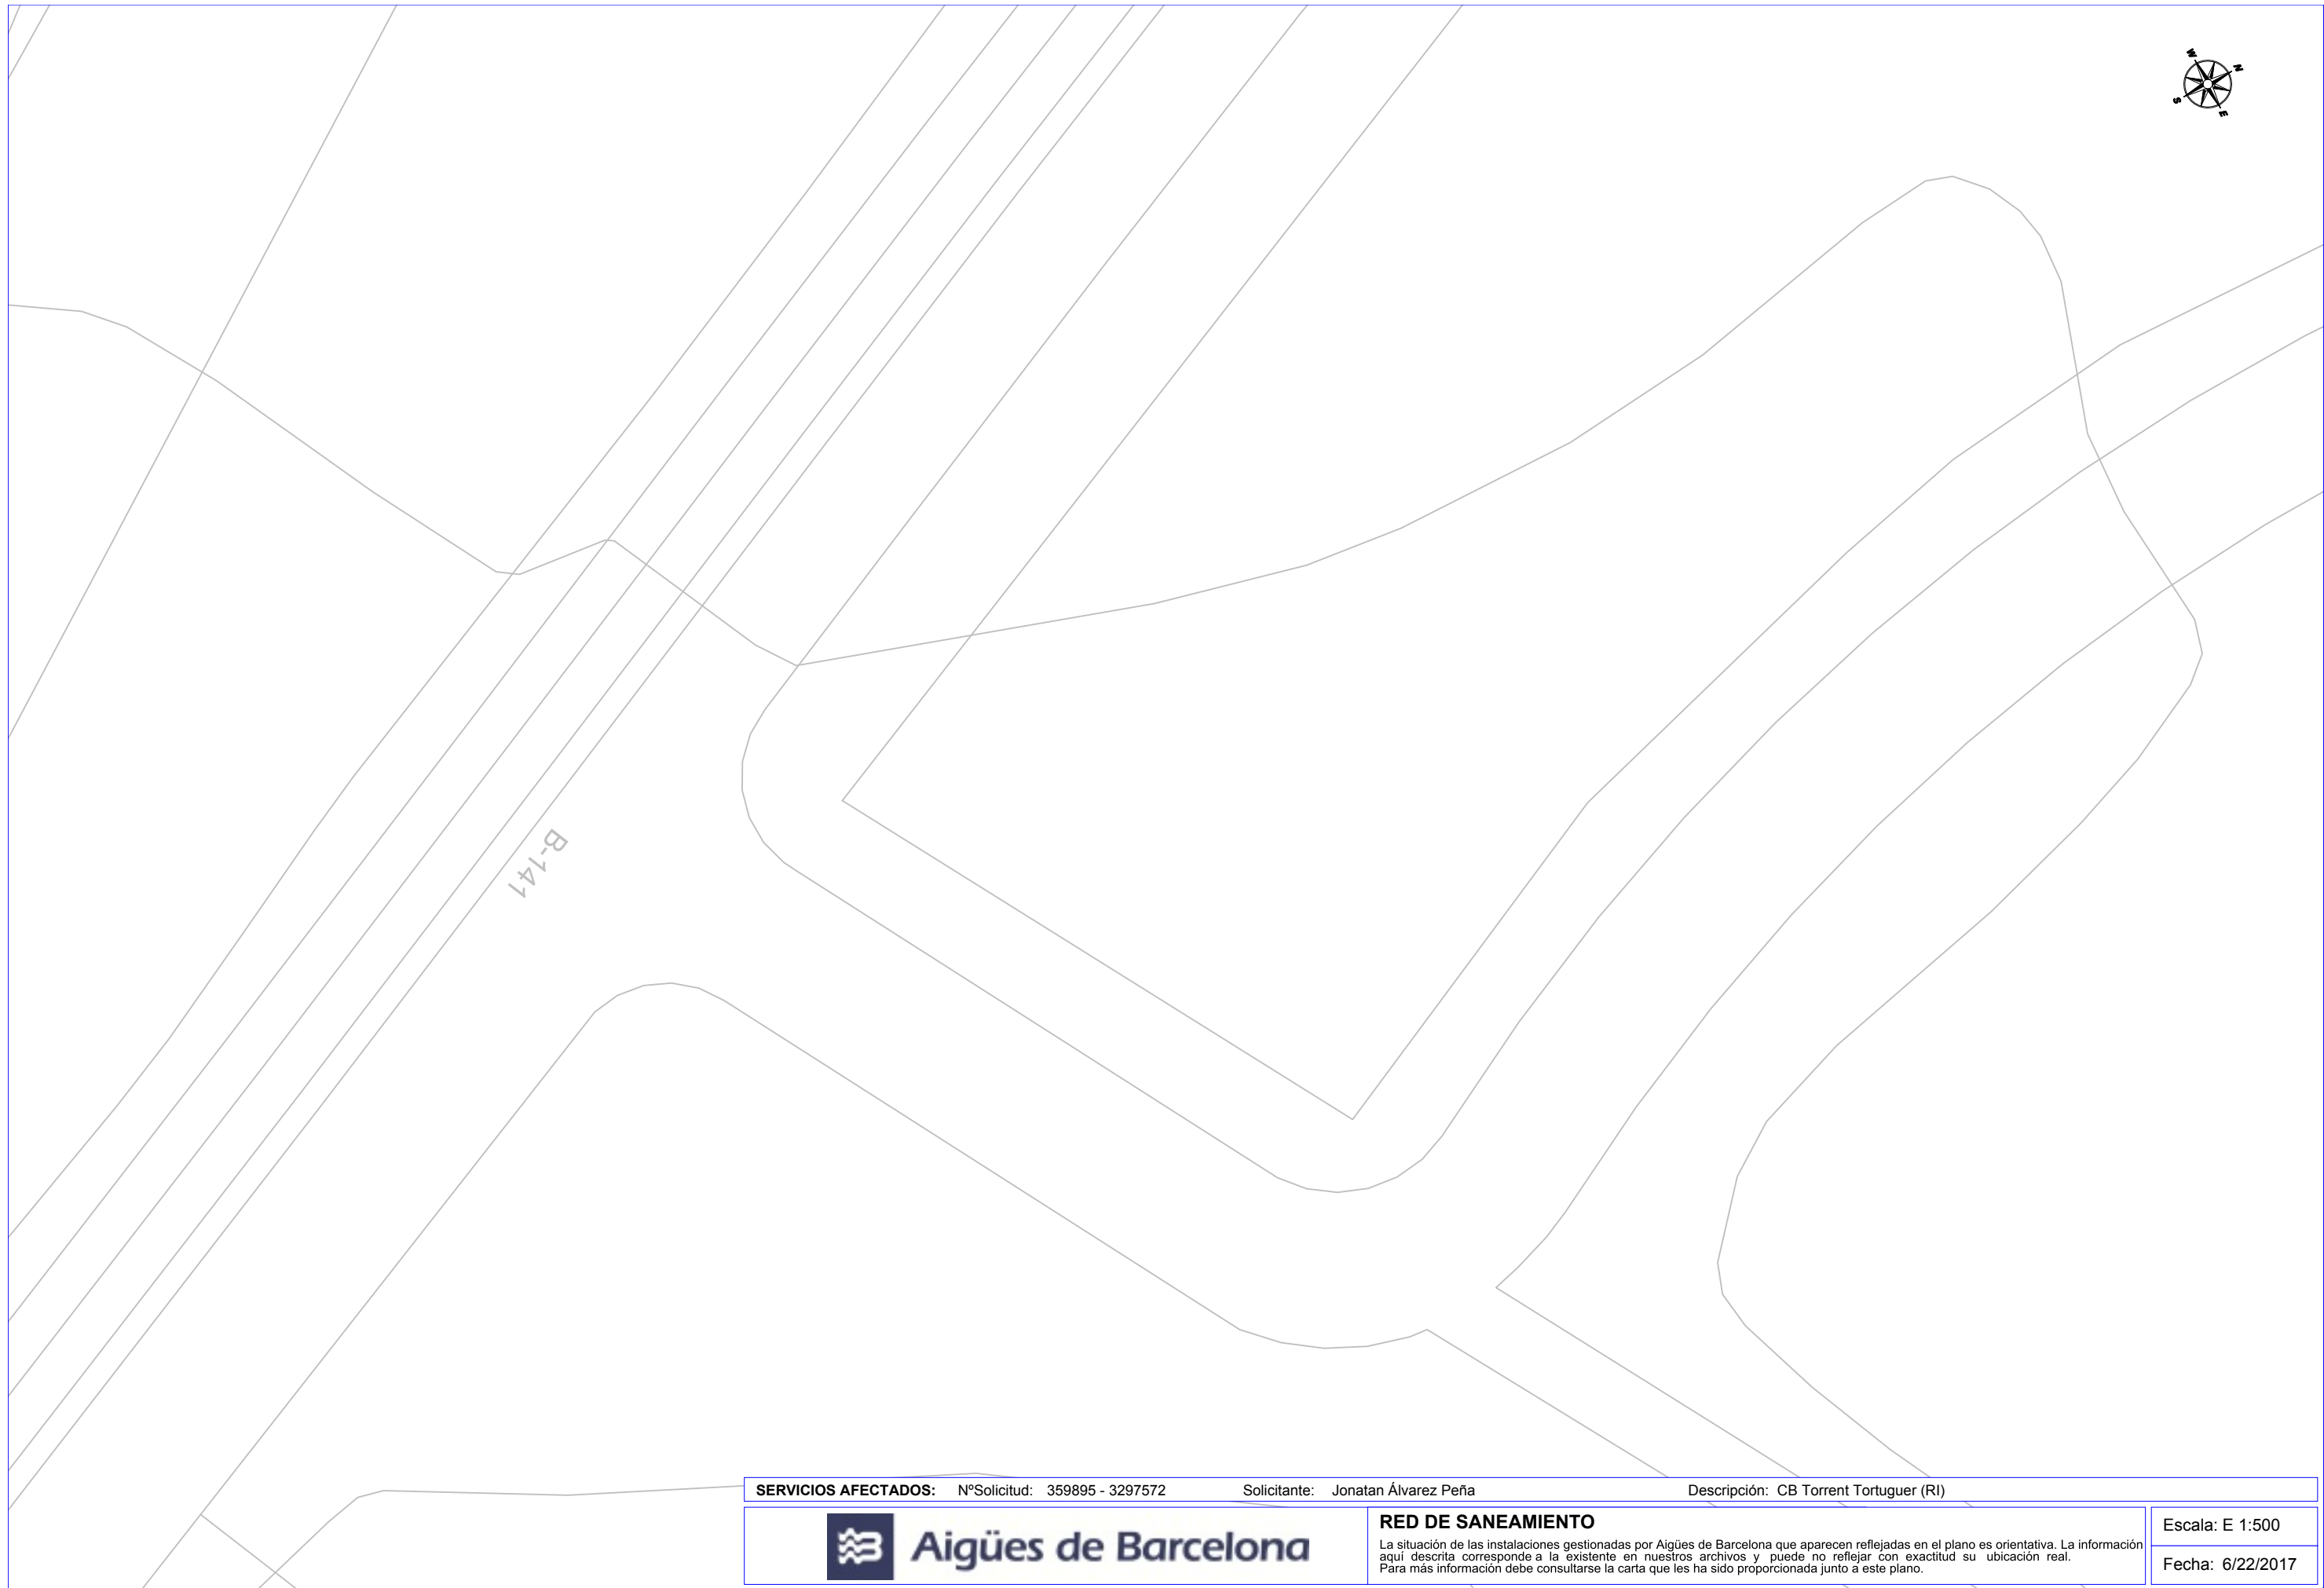 W
N
S
E
B-141
SERVICIOS AFECTADOS: NºSolicitud: 359895 - 3297572 Solicitante: Jonatan Álvarez Peña Descripción: CB Torrent Tortuguer (RI)
Aigües de Barcelona
RED DE SANEAMIENTO
La situación de las instalaciones gestionadas por Aigües de Barcelona que aparecen reflejadas en el plano es orientativa. La información
aquí descrita corresponde a la existente en nuestros archivos y puede no reflejar con exactitud su ubicación real.
Para más información debe consultarse la carta que les ha sido proporcionada junto a este plano.
Escala: E 1:500
Fecha: 6/22/2017